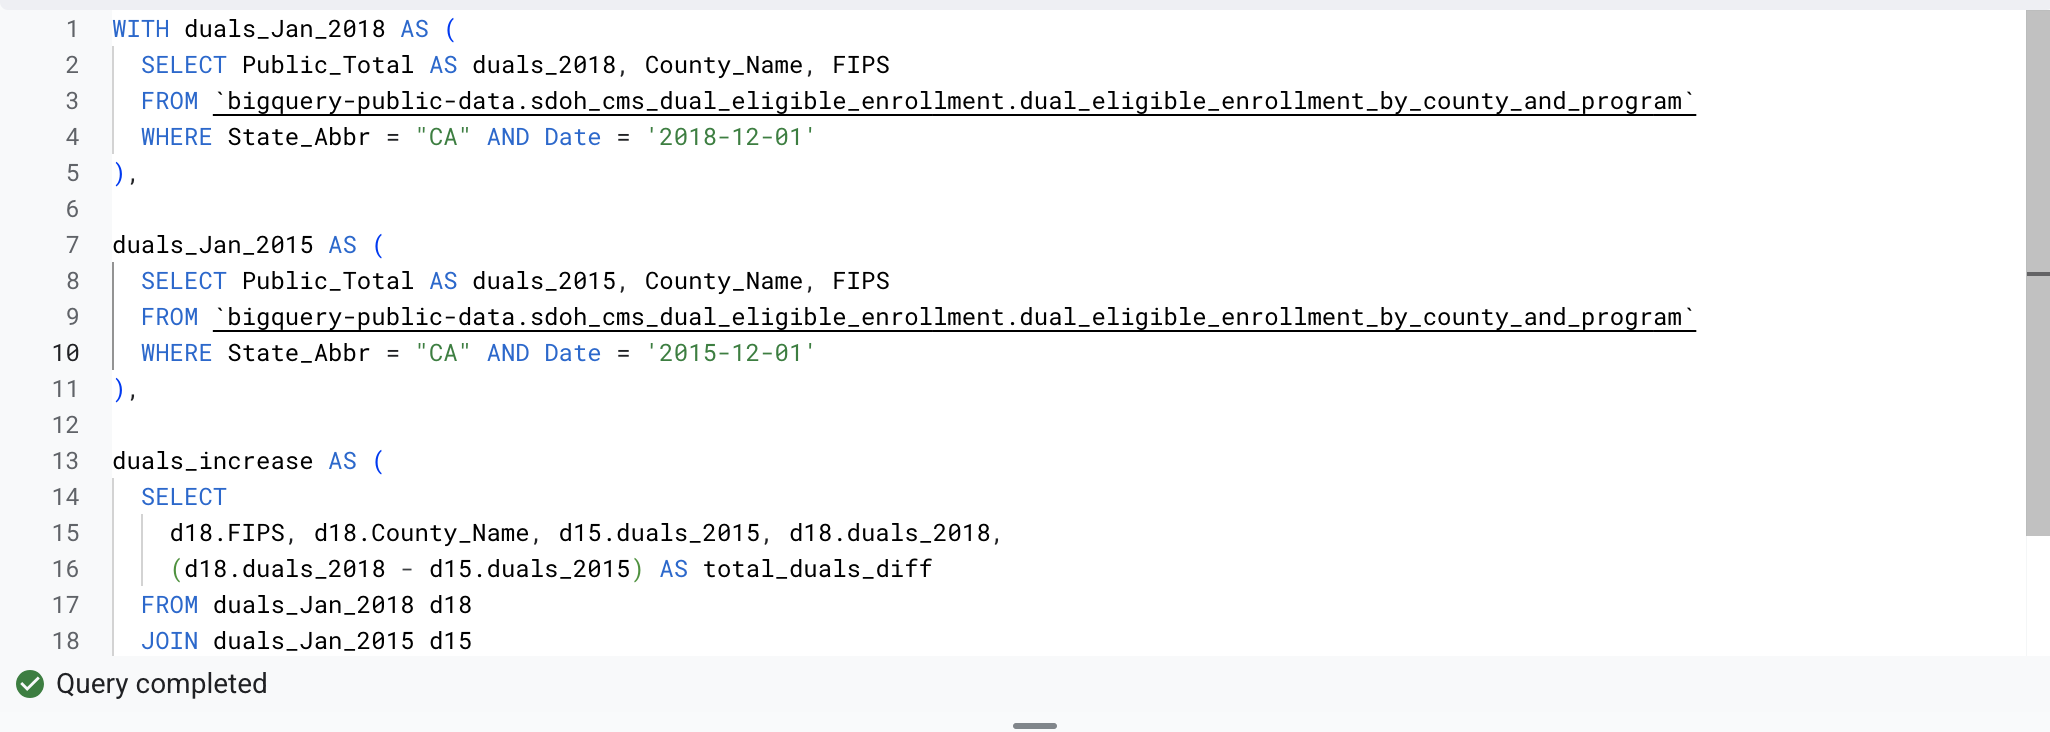 1 WITH duals_Jan_2018 AS (
2 SELECT Public_Total AS duals_2018, County_Name, FIPS
3 FROM `bigquery-public-data.sdoh_cms_dual_eligible_enrollment.dual_eligible_enrollment_by_county_and_program`
4 WHERE State_Abbr = "CA" AND Date = '2018-12-01'
5 ),
6
7 duals_Jan_2015 AS (
8 SELECT Public_Total AS duals_2015, County_Name, FIPS
9 FROM `bigquery-public-data.sdoh_cms_dual_eligible_enrollment.dual_eligible_enrollment_by_county_and_program`
10 WHERE State_Abbr = "CA" AND Date = '2015-12-01'
11 ),
12
13 duals_increase AS (
14 SELECT
15 d18.FIPS, d18.County_Name, d15.duals_2015, d18.duals_2018,
16 (d18.duals_2018 - d15.duals_2015) AS total_duals_diff
17 FROM duals_Jan_2018 d18
18 JOIN duals_Jan_2015 d15
Query completed